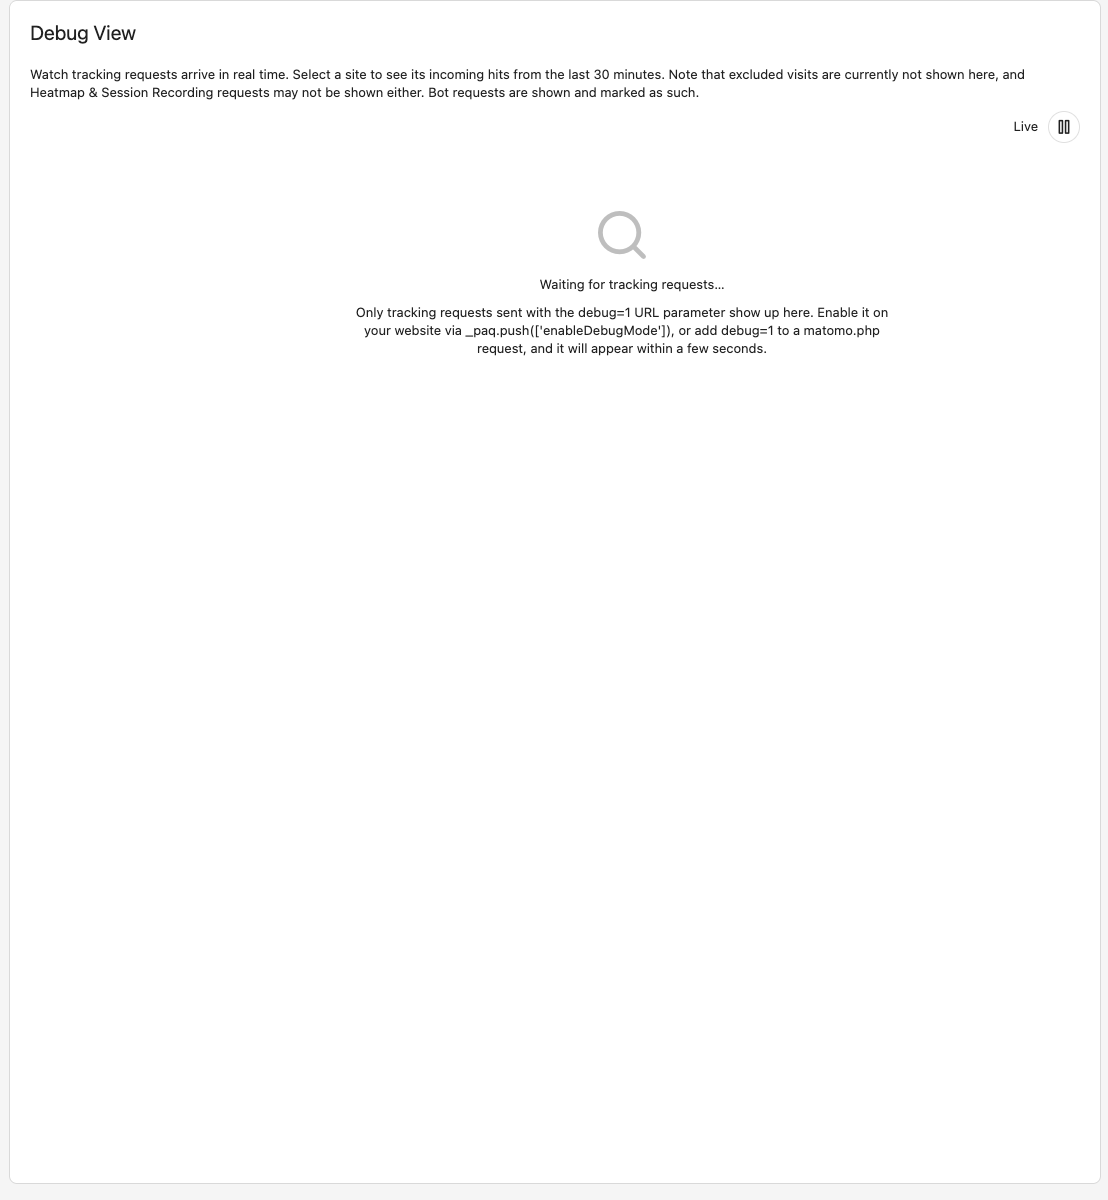 Debug View
Watch tracking requests arrive in real time. Select a site to see its incoming hits from the last 30 minutes. Note that excluded visits are currently not shown here, and
Heatmap & Session Recording requests may not be shown either. Bot requests are shown and marked as such.
Live
Waiting for tracking requests...
Only tracking requests sent with the debug=1 URL parameter show up here. Enable it on
your website via _paq.push(['enableDebugMode']), or add debug=1 to a matomo.php
request, and it will appear within a few seconds.